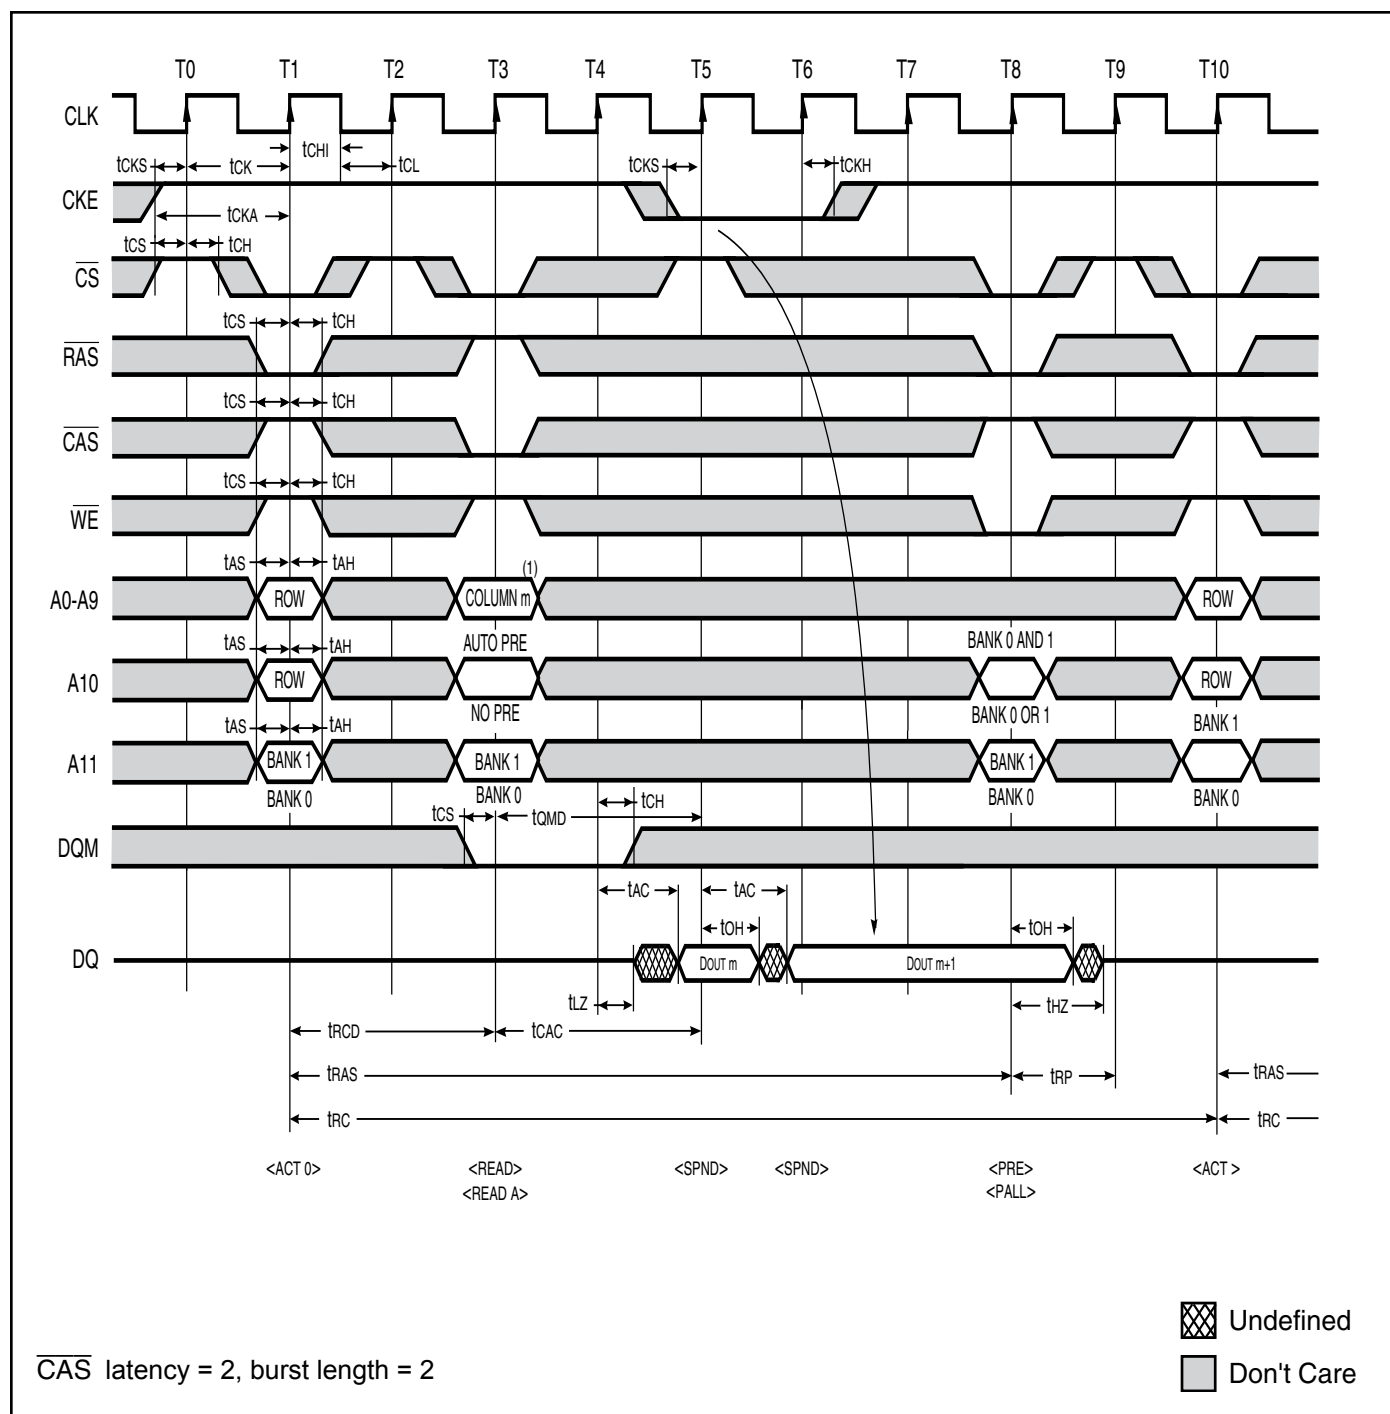 T0 T1 T2 T3 T4 T5 T6 T7 T8 T9 T10
CLK
tCHI
tCKS tCK tCL tCKS tCKH
CKE
tCKA
tCS tCH
CS
tCS tCH
RAS
tCS tCH
CAS
tCS tCH
WE
tAS tAH (1)
A0-A9 ROW COLUMN m ROW
tAS tAH AUTO PRE BANK 0 AND 1
A10 ROW ROW
NO PRE BANK 0 OR 1 BANK 1
tAS tAH
A11 BANK 1 BANK 1 BANK 1
BANK 0 BANK 0 BANK 0 BANK 0
tCS tQMD tCH
DQM
tAC tAC
tOH tOH
DQ DOUT m DOUT m+1
tLZ tHZ
tRCD tCAC
tRAS tRP tRAS
tRC tRC
<ACT 0> <READ> <SPND> <SPND> <PRE> <ACT >
<READ A> <PALL>
Undefined
CAS latency = 2, burst length = 2
Don't Care